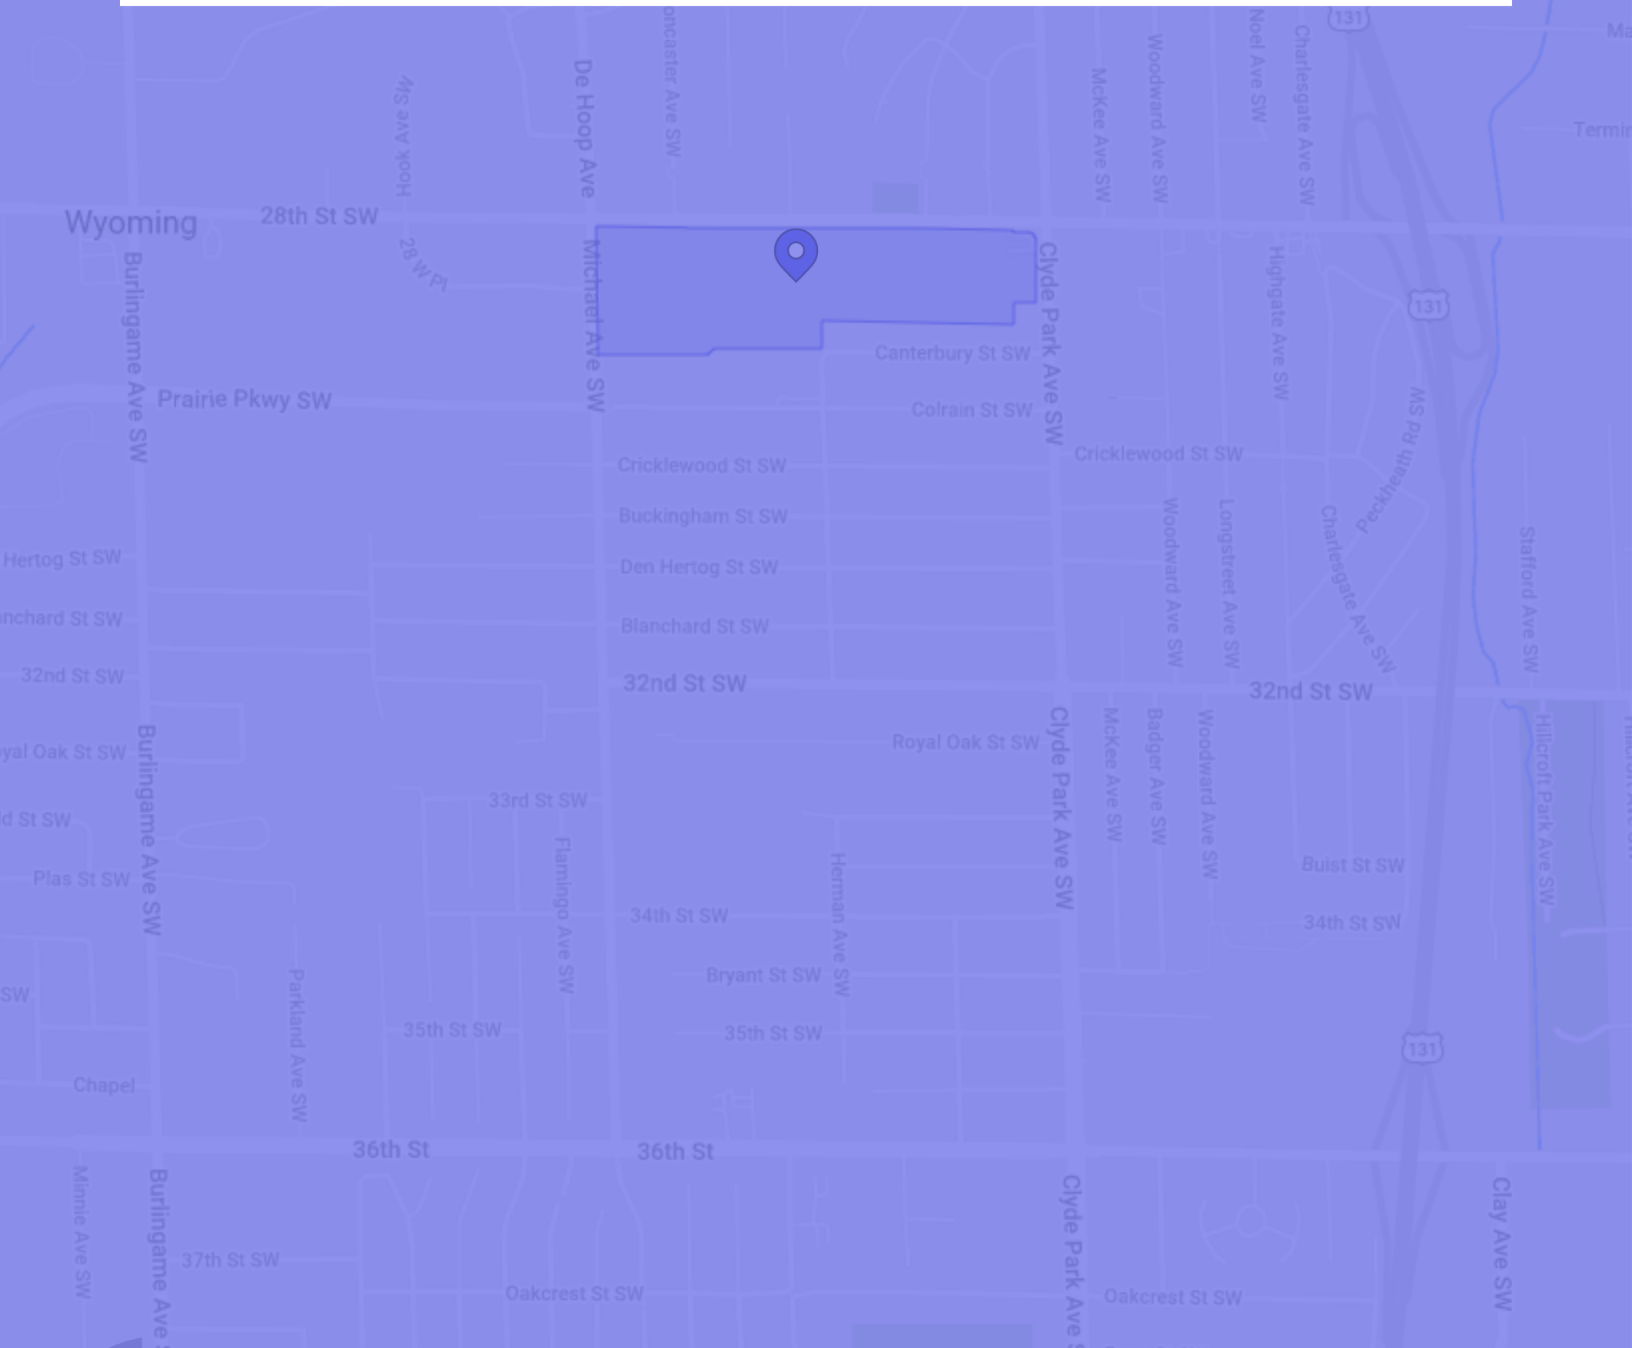 131
Noel Ave SW
Charlesgate Ave SW
Woodward Ave SW
McKee Ave SW
De Hoop Ave
Hook Ave SW
Wyoming
28th St SW
28 W Pl
Michael Ave SW
Clyde Park Ave SW
Burlingame Ave SW
Highgate Ave SW
131
Canterbury St SW
Prairie Pkwy SW
Colrain St SW
Peckheath Rd SW
Cricklewood St SW
Cricklewood St SW
Buckingham St SW
Woodward Ave SW
Longstreet Ave SW
Charlesgate Ave SW
Stafford Ave SW
Hertog St SW
Den Hertog St SW
nchard St SW
Blanchard St SW
32nd St SW
32nd St SW
32nd St SW
Burlingame Ave SW
Clyde Park Ave SW
McKee Ave SW
Badger Ave SW
Woodward Ave SW
Hillcroft Park Ave SW
yal Oak St SW
Royal Oak St SW
33rd St SW
d St SW
Flamingo Ave SW
Herman Ave SW
Buist St SW
Plas St SW
34th St SW
34th St SW
Bryant St SW
SW
Parkland Ave SW
35th St SW
35th St SW
131
Chapel
36th St
36th St
Minnie Ave SW
Burlingame Ave S
Clyde Park Ave S
Clay Ave SW
37th St SW
Oakcrest St SW
Oakcrest St SW